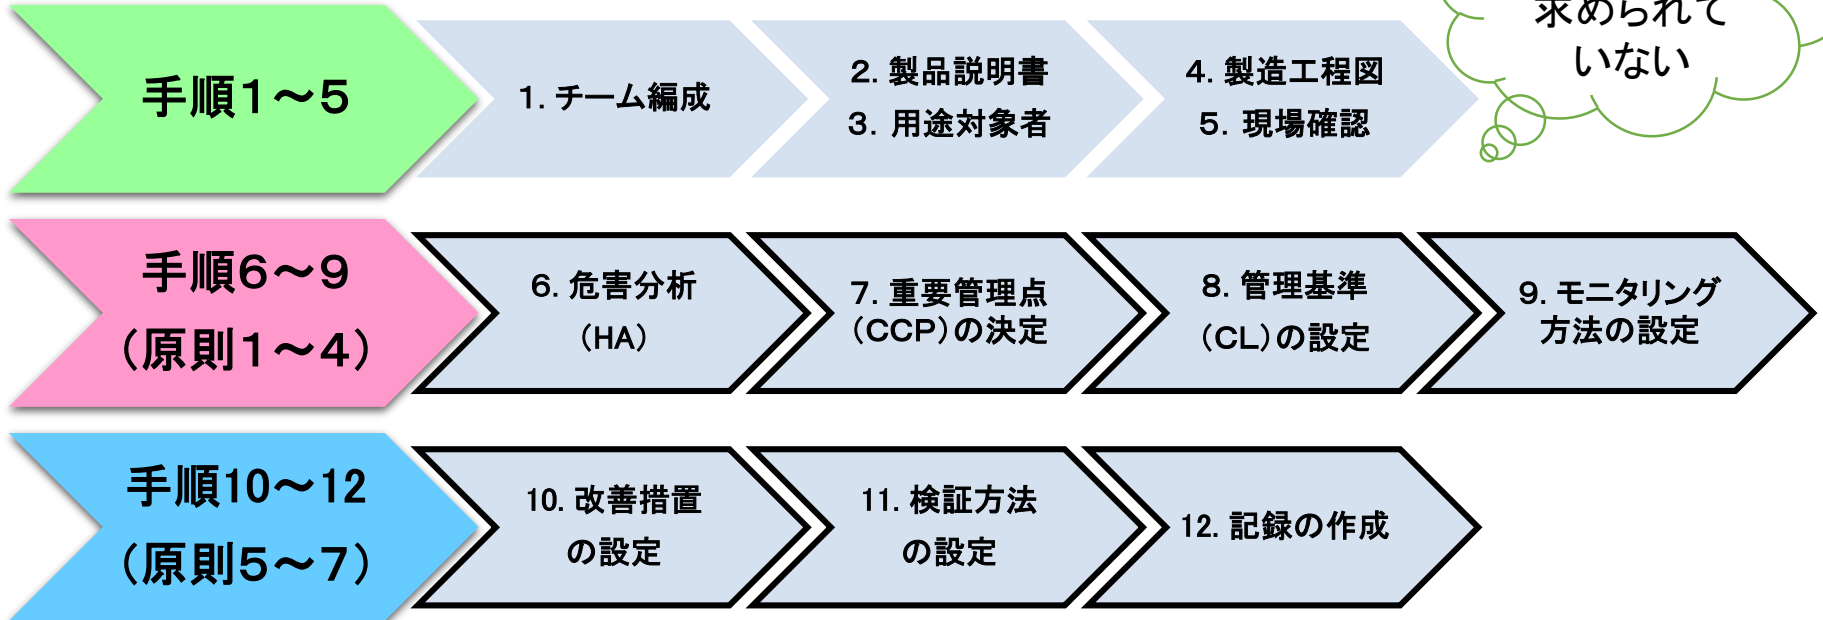 求められて
いない
手順1～5
1. チーム編成
2. 製品説明書
3. 用途対象者
4. 製造工程図
5. 現場確認
手順6～9
（原則1～4）
6. 危害分析
（HA）
7. 重要管理点
（CCP）の決定
8. 管理基準
（CL）の設定
9. モニタリング
方法の設定
手順10～12
（原則5～7）
10. 改善措置
の設定
11. 検証方法
の設定
12. 記録の作成